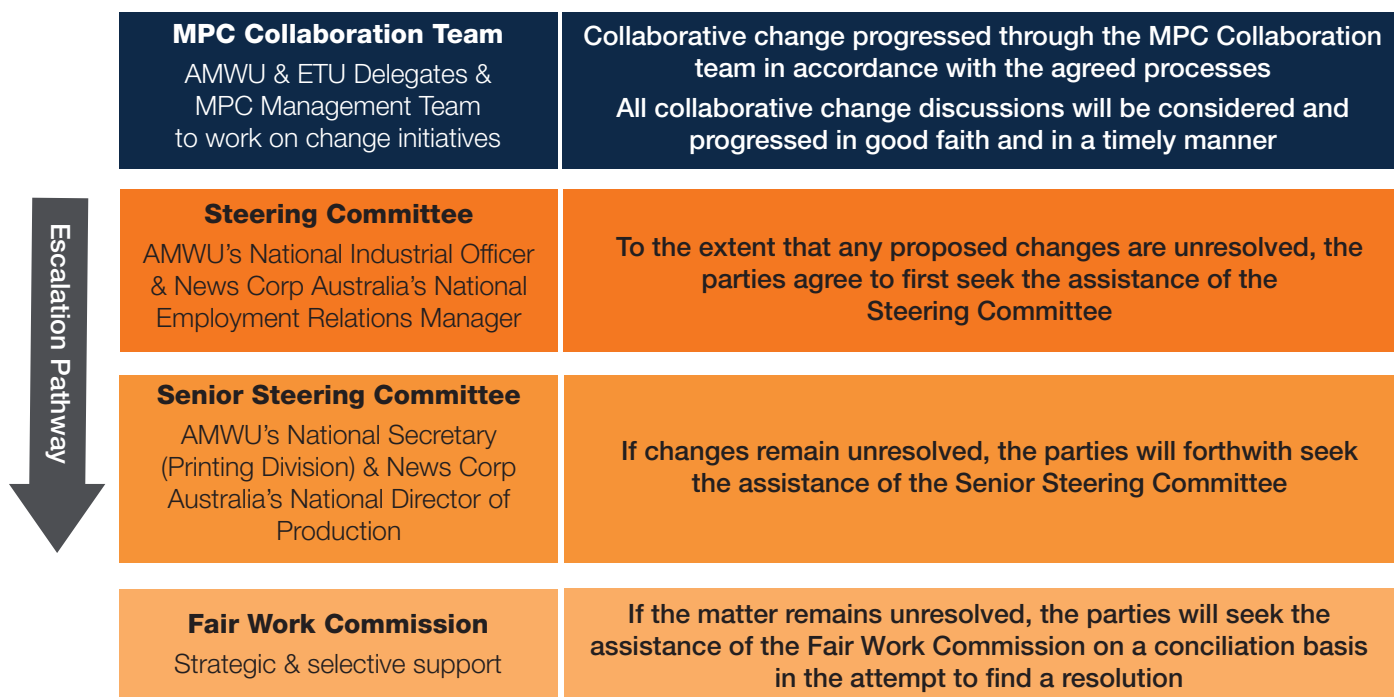 MPC Collaboration Team
AMWU & ETU Delegates &
MPC Management Team
to work on change initiatives
Collaborative change progressed through the MPC Collaboration
team in accordance with the agreed processes
All collaborative change discussions will be considered and
progressed in good faith and in a timely manner
Escalation Pathway
Steering Committee
AMWU’s National Industrial Officer
& News Corp Australia’s National
Employment Relations Manager
To the extent that any proposed changes are unresolved, the
parties agree to first seek the assistance of the
Steering Committee
Senior Steering Committee
AMWU’s National Secretary
(Printing Division) & News Corp
Australia’s National Director of
Production
If changes remain unresolved, the parties will forthwith seek
the assistance of the Senior Steering Committee
Fair Work Commission
Strategic & selective support
If the matter remains unresolved, the parties will seek the
assistance of the Fair Work Commission on a conciliation basis
in the attempt to find a resolution